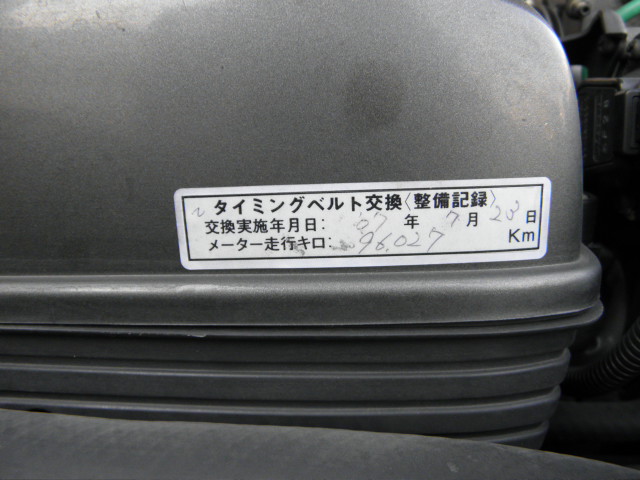 タイミングベルト交換〈整備記録〉
交換実施年月日: '07 年 7 月 20 日
メーター走行キロ: 96,027 Km